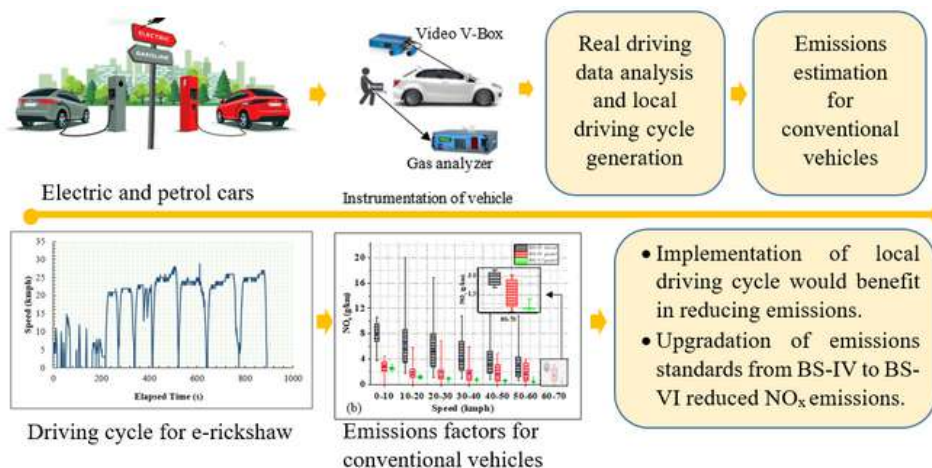 ELECTRIC
GASOLINE
Electric and petrol cars
Video V-Box
Gas analyzer
Instrumentation of vehicle
Real driving
data analysis
and local
driving cycle
generation
Emissions
estimation
for
conventional
vehicles
Speed (kmph)
35
30
25
20
15
10
5
0
0 200 400 600 800 1000
Elapsed Time (s)
Driving cycle for e-rickshaw
NOx (g/km)
20
16
12
8
4
0
(b)
0-10 10-20 20-30 30-40 40-50 50-60 60-70
Speed (kmph)
Emissions factors for
conventional vehicles
• Implementation of local
driving cycle would benefit
in reducing emissions.
• Upgradation of emissions
standards from BS-IV to BS-
VI reduced NOx emissions.